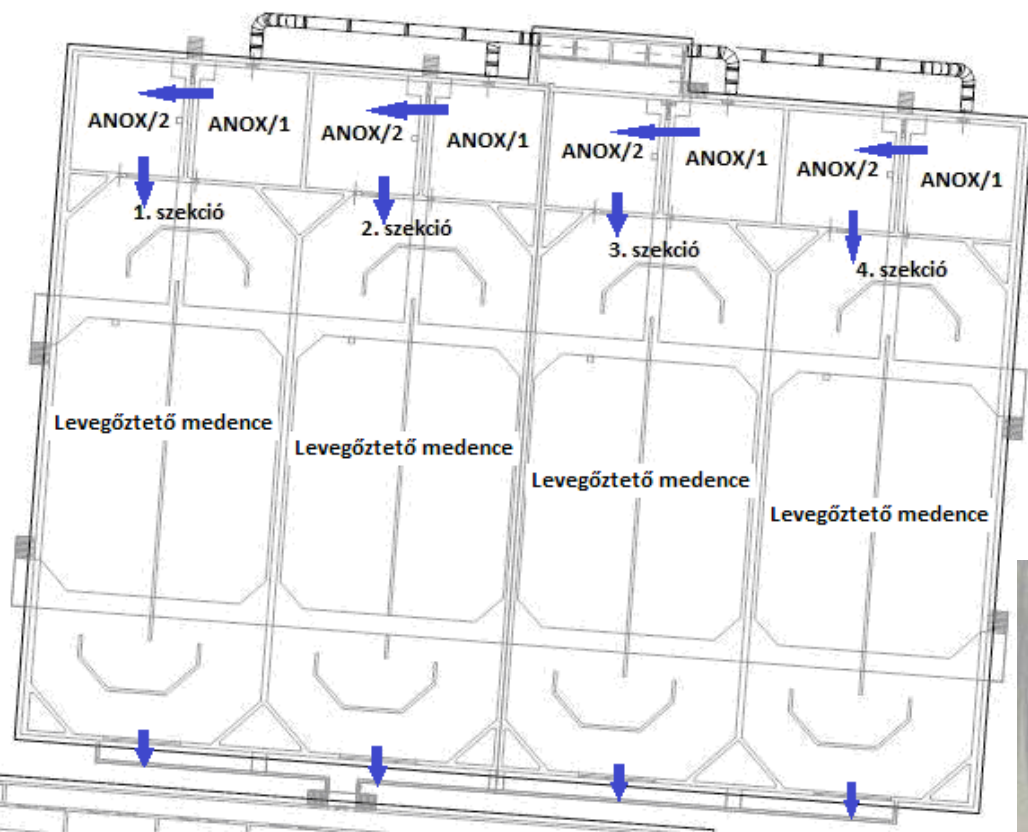 ANOX/2
ANOX/1
ANOX/2
ANOX/1
ANOX/2
ANOX/1
ANOX/2
ANOX/1
1. szekció
2. szekció
3. szekció
4. szekció
Levegőztető medence
Levegőztető medence
Levegőztető medence
Levegőztető medence